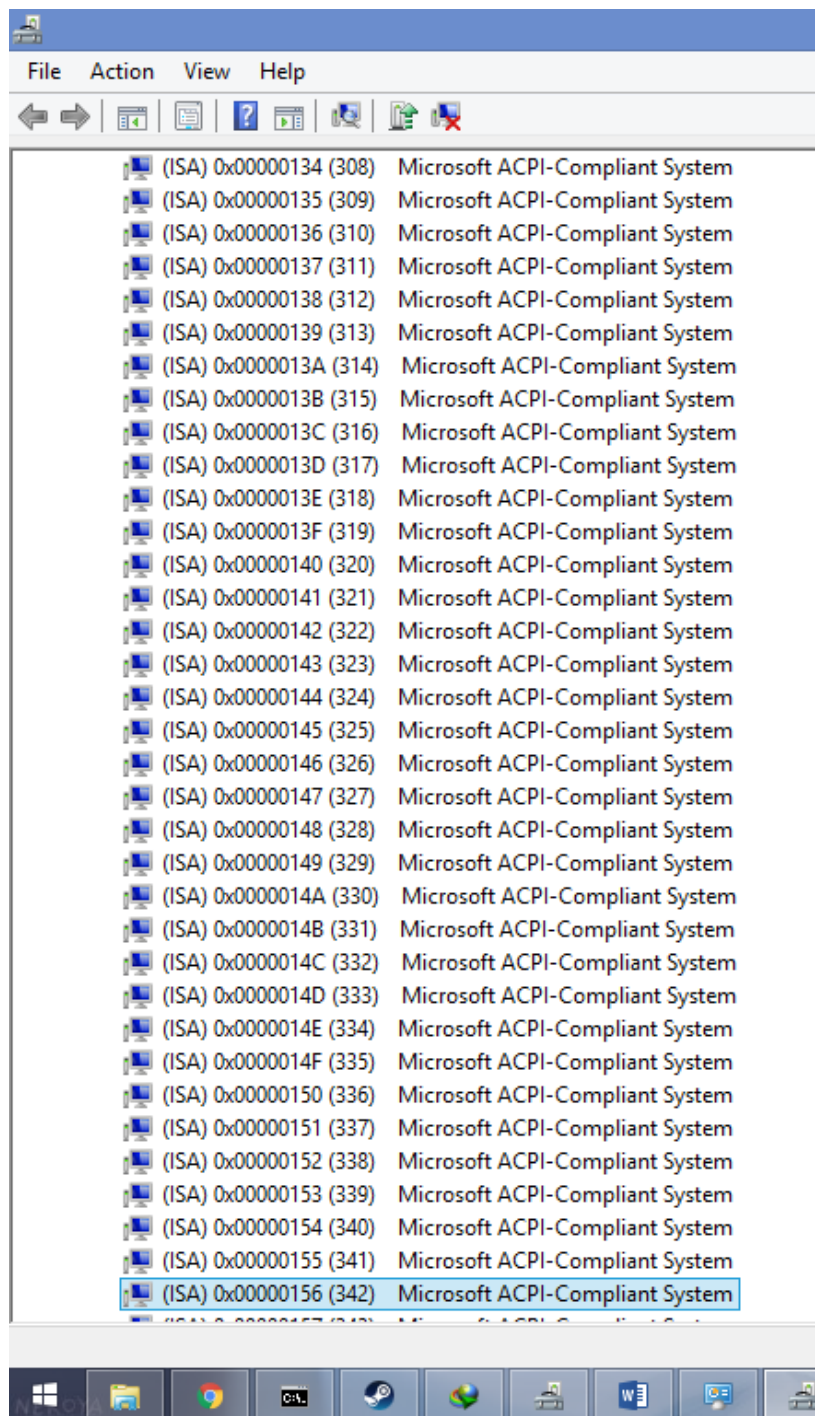 File Action View Help
(ISA) 0x00000134 (308) Microsoft ACPI-Compliant System
(ISA) 0x00000135 (309) Microsoft ACPI-Compliant System
(ISA) 0x00000136 (310) Microsoft ACPI-Compliant System
(ISA) 0x00000137 (311) Microsoft ACPI-Compliant System
(ISA) 0x00000138 (312) Microsoft ACPI-Compliant System
(ISA) 0x00000139 (313) Microsoft ACPI-Compliant System
(ISA) 0x0000013A (314) Microsoft ACPI-Compliant System
(ISA) 0x0000013B (315) Microsoft ACPI-Compliant System
(ISA) 0x0000013C (316) Microsoft ACPI-Compliant System
(ISA) 0x0000013D (317) Microsoft ACPI-Compliant System
(ISA) 0x0000013E (318) Microsoft ACPI-Compliant System
(ISA) 0x0000013F (319) Microsoft ACPI-Compliant System
(ISA) 0x00000140 (320) Microsoft ACPI-Compliant System
(ISA) 0x00000141 (321) Microsoft ACPI-Compliant System
(ISA) 0x00000142 (322) Microsoft ACPI-Compliant System
(ISA) 0x00000143 (323) Microsoft ACPI-Compliant System
(ISA) 0x00000144 (324) Microsoft ACPI-Compliant System
(ISA) 0x00000145 (325) Microsoft ACPI-Compliant System
(ISA) 0x00000146 (326) Microsoft ACPI-Compliant System
(ISA) 0x00000147 (327) Microsoft ACPI-Compliant System
(ISA) 0x00000148 (328) Microsoft ACPI-Compliant System
(ISA) 0x00000149 (329) Microsoft ACPI-Compliant System
(ISA) 0x0000014A (330) Microsoft ACPI-Compliant System
(ISA) 0x0000014B (331) Microsoft ACPI-Compliant System
(ISA) 0x0000014C (332) Microsoft ACPI-Compliant System
(ISA) 0x0000014D (333) Microsoft ACPI-Compliant System
(ISA) 0x0000014E (334) Microsoft ACPI-Compliant System
(ISA) 0x0000014F (335) Microsoft ACPI-Compliant System
(ISA) 0x00000150 (336) Microsoft ACPI-Compliant System
(ISA) 0x00000151 (337) Microsoft ACPI-Compliant System
(ISA) 0x00000152 (338) Microsoft ACPI-Compliant System
(ISA) 0x00000153 (339) Microsoft ACPI-Compliant System
(ISA) 0x00000154 (340) Microsoft ACPI-Compliant System
(ISA) 0x00000155 (341) Microsoft ACPI-Compliant System
(ISA) 0x00000156 (342) Microsoft ACPI-Compliant System